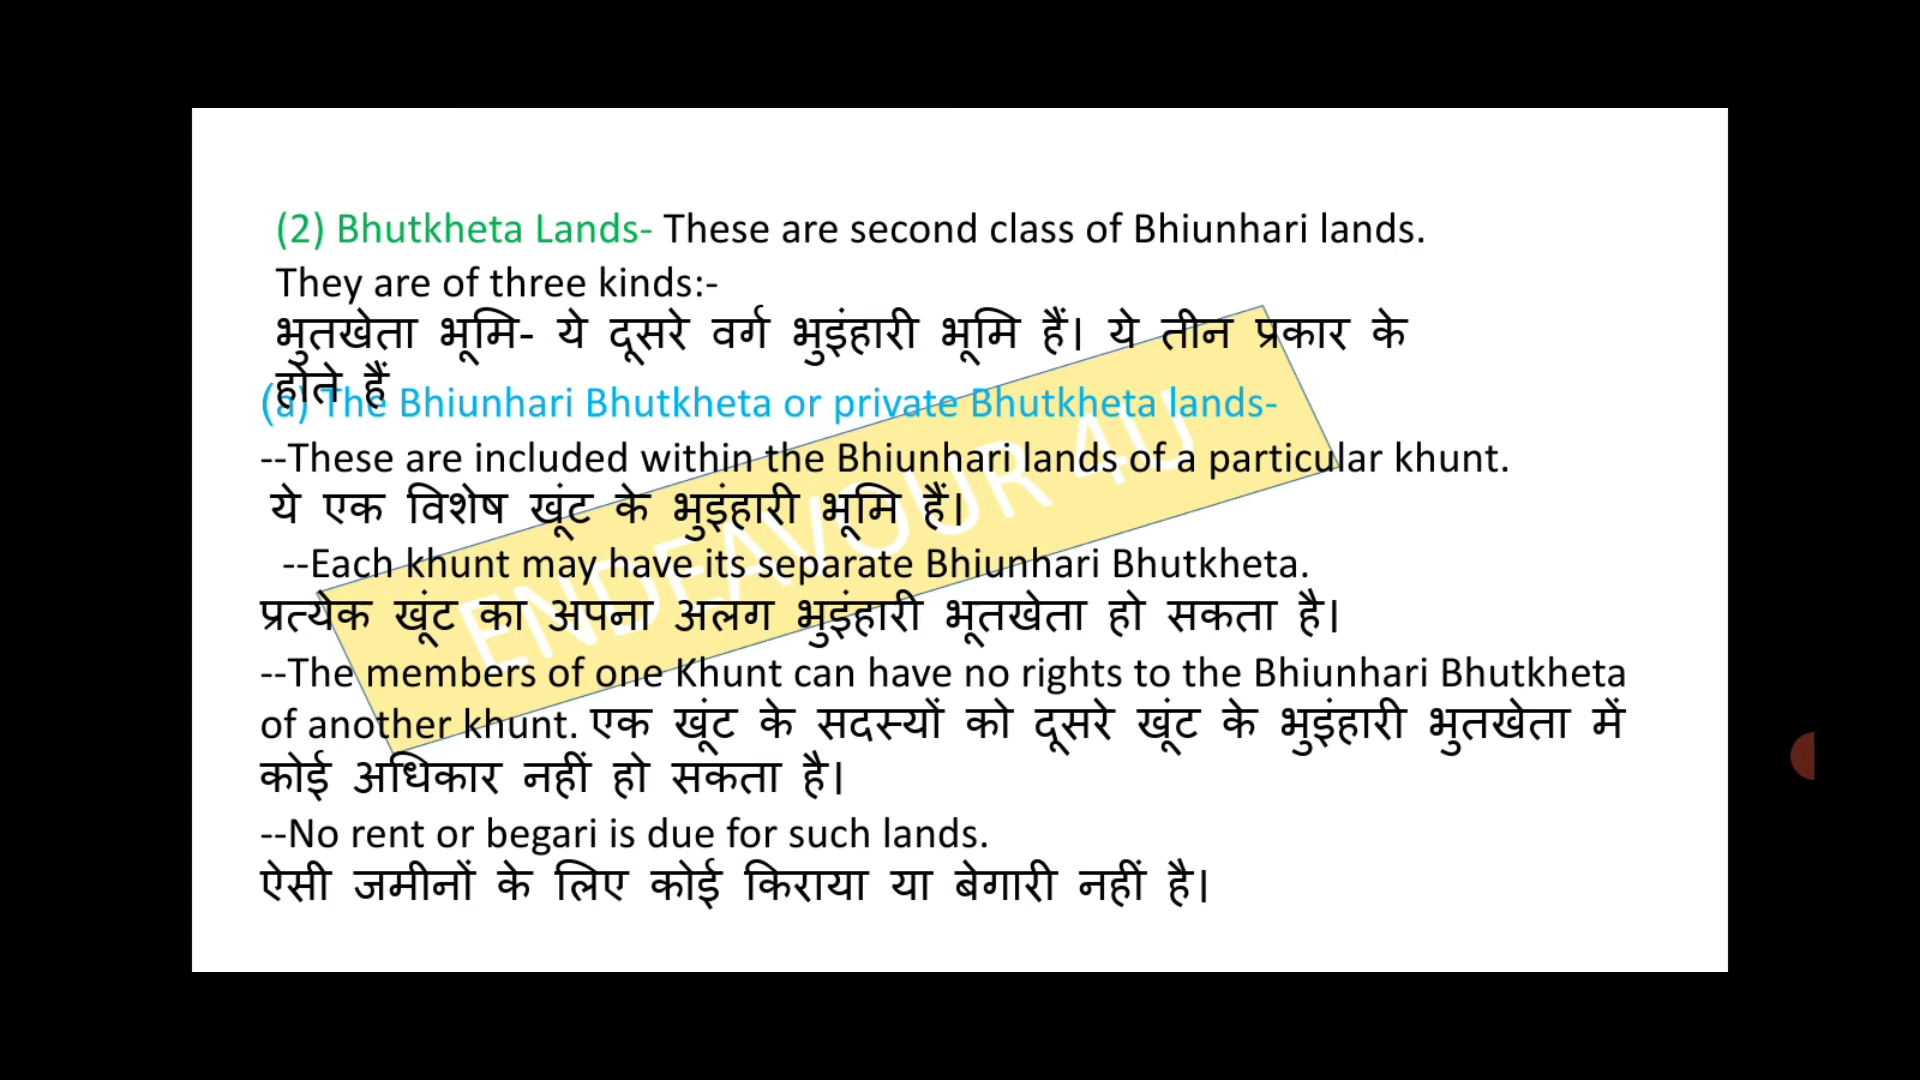 (2) Bhutkheta Lands- These are second class of Bhiunhari lands.
They are of three kinds:-
भुतखेता भूमि- ये दूसरे वर्ग भुइंहारी भूमि हैं। ये तीन प्रकार के
होते हैं
(a) The Bhiunhari Bhutkheta or private Bhutkheta lands-
--These are included within the Bhiunhari lands of a particular khunt.
ये एक विशेष खूंट के भुइंहारी भूमि हैं।
--Each khunt may have its separate Bhiunhari Bhutkheta.
प्रत्येक खूंट का अपना अलग भुइंहारी भूतखेता हो सकता है।
--The members of one Khunt can have no rights to the Bhiunhari Bhutkheta
of another khunt. एक खूंट के सदस्यों को दूसरे खूंट के भुइंहारी भुतखेता में
कोई अधिकार नहीं हो सकता है।
--No rent or begari is due for such lands.
ऐसी जमीनों के लिए कोई किराया या बेगारी नहीं है।
ENDEAVOUR 4U